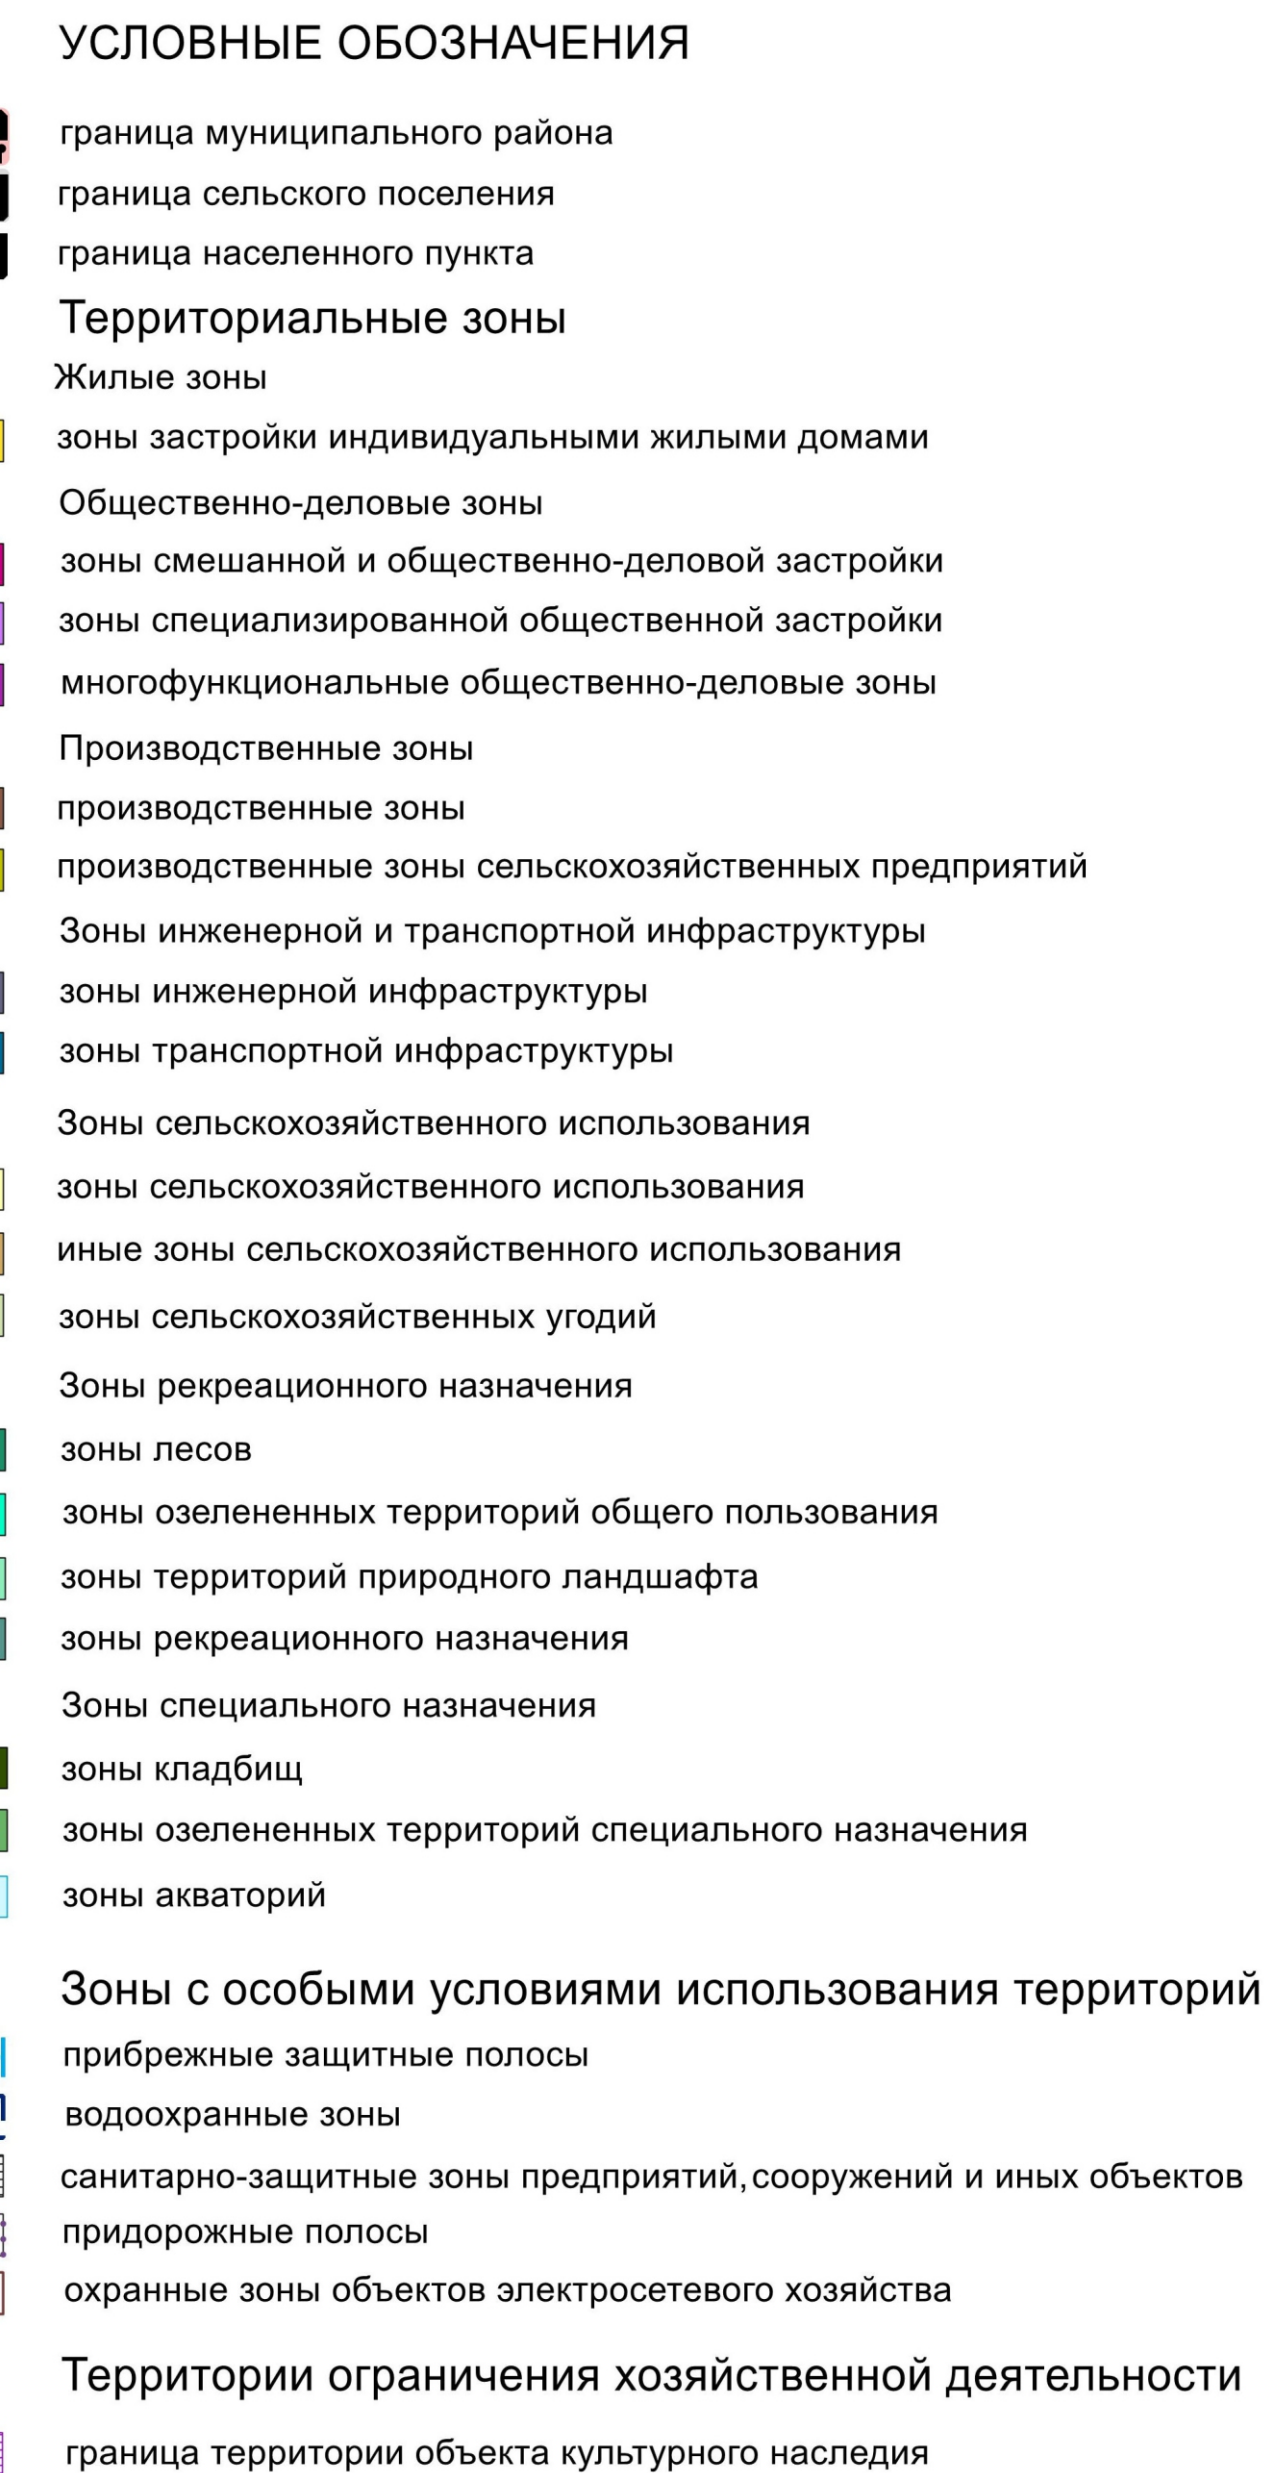 УСЛОВНЫЕ ОБОЗНАЧЕНИЯ
граница муниципального района
граница сельского поселения
граница населенного пункта
Территориальные зоны
Жилые зоны
зоны застройки индивидуальными жилыми домами
Общественно-деловые зоны
зоны смешанной и общественно-деловой застройки
зоны специализированной общественной застройки
многофункциональные общественно-деловые зоны
Производственные зоны
производственные зоны
производственные зоны сельскохозяйственных предприятий
Зоны инженерной и транспортной инфраструктуры
зоны инженерной инфраструктуры
зоны транспортной инфраструктуры
Зоны сельскохозяйственного использования
зоны сельскохозяйственного использования
иные зоны сельскохозяйственного использования
зоны сельскохозяйственных угодий
Зоны рекреационного назначения
зоны лесов
зоны озелененных территорий общего пользования
зоны территорий природного ландшафта
зоны рекреационного назначения
Зоны специального назначения
зоны кладбищ
зоны озелененных территорий специального назначения
зоны акваторий
Зоны с особыми условиями использования территорий
прибрежные защитные полосы
водоохранные зоны
санитарно-защитные зоны предприятий, сооружений и иных объектов
придорожные полосы
охранные зоны объектов электросетевого хозяйства
Территории ограничения хозяйственной деятельности
граница территории объекта культурного наследия